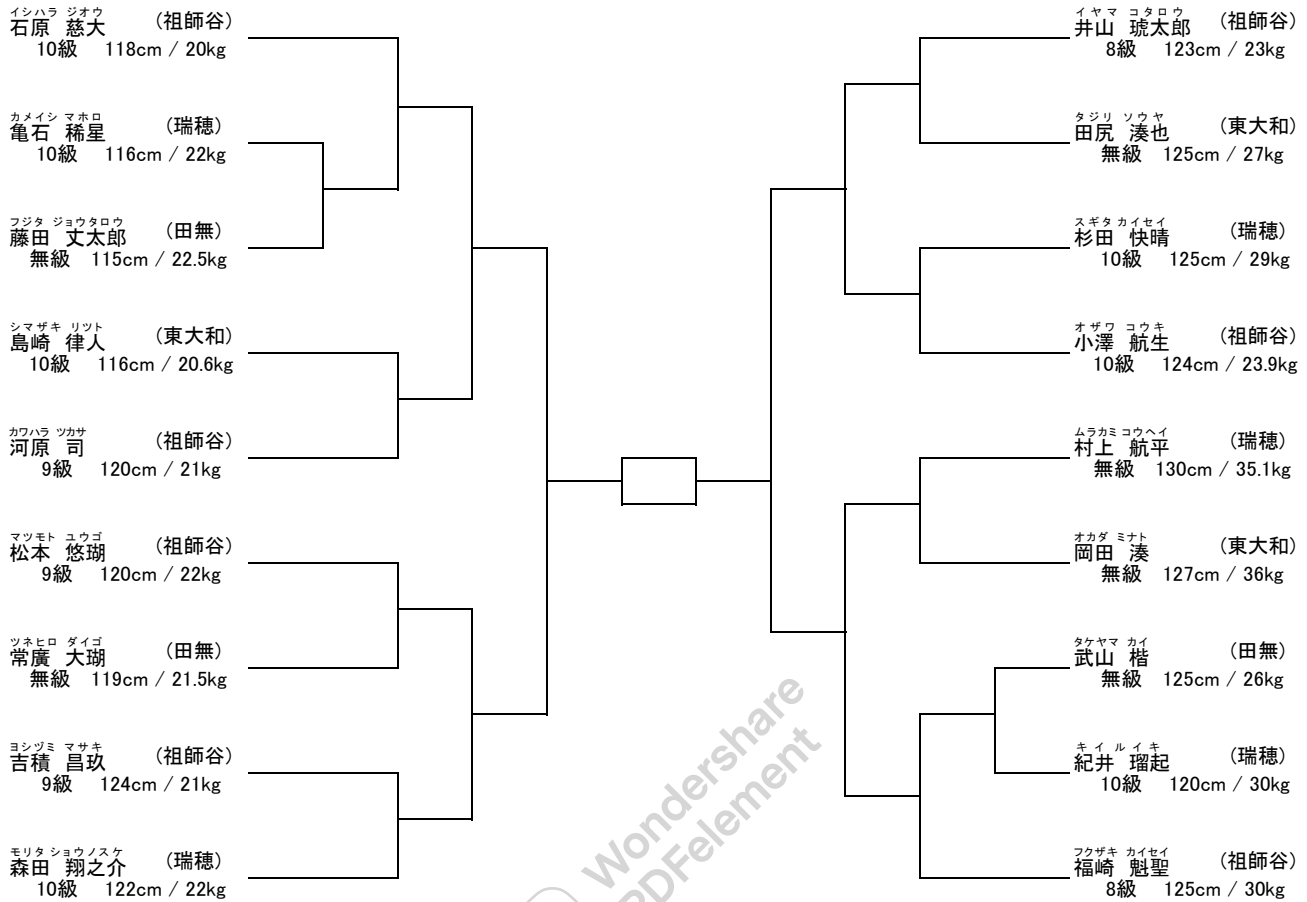 イシハラ ジオウ
石原 慈大 (祖師谷)
10級 118cm / 20kg
カメイシ マホロ
亀石 稀星 (瑞穂)
10級 116cm / 22kg
フジタ ジョウタロウ
藤田 丈太郎 (田無)
無級 115cm / 22.5kg
シマザキ リツト
島崎 律人 (東大和)
10級 116cm / 20.6kg
カワハラ ツカサ
河原 司 (祖師谷)
9級 120cm / 21kg
マツモト ユウゴ
松本 悠瑚 (祖師谷)
9級 120cm / 22kg
ツネヒロ ダイゴ
常廣 大瑚 (田無)
無級 119cm / 21.5kg
ヨシヅミ マサキ
吉積 昌玖 (祖師谷)
9級 124cm / 21kg
モリタ ショウノスケ
森田 翔之介 (瑞穂)
10級 122cm / 22kg
イヤマ コタロウ
井山 琥太郎 (祖師谷)
8級 123cm / 23kg
タジリ ソウヤ
田尻 湊也 (東大和)
無級 125cm / 27kg
スギタ カイセイ
杉田 快晴 (瑞穂)
10級 125cm / 29kg
オザワ コウキ
小澤 航生 (祖師谷)
10級 124cm / 23.9kg
ムラカミ コウヘイ
村上 航平 (瑞穂)
無級 130cm / 35.1kg
オカダ ミナト
岡田 湊 (東大和)
無級 127cm / 36kg
タケヤマ カイ
武山 楷 (田無)
無級 125cm / 26kg
キイ ルイキ
紀井 瑠起 (瑞穂)
10級 120cm / 30kg
フクザキ カイセイ
福崎 魁聖 (祖師谷)
8級 125cm / 30kg
Wondershare
PDFelement